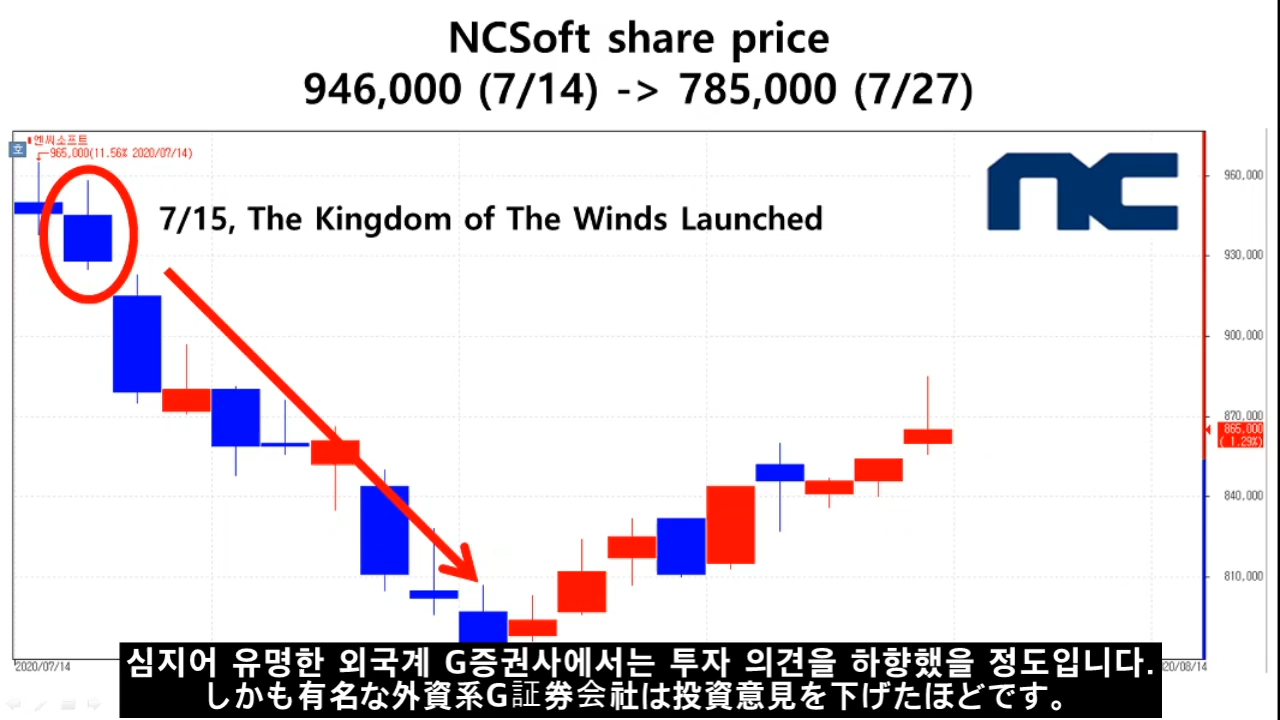 NCSoft share price
946,000 (7/14) -> 785,000 (7/27)
엔씨소프트
호
965,000(11.56% 2020/07/14)
7/15, The Kingdom of The Winds Launched
nc
960,000
930,000
900,000
870,000
865,000
( 1.29%)
840,000
810,000
2020/07/14
20/08/14
심지어 유명한 외국계 G증권사에서는 투자 의견을 하향했을 정도입니다.
しかも有名な外資系G証券会社は投資意見を下げたほどです。